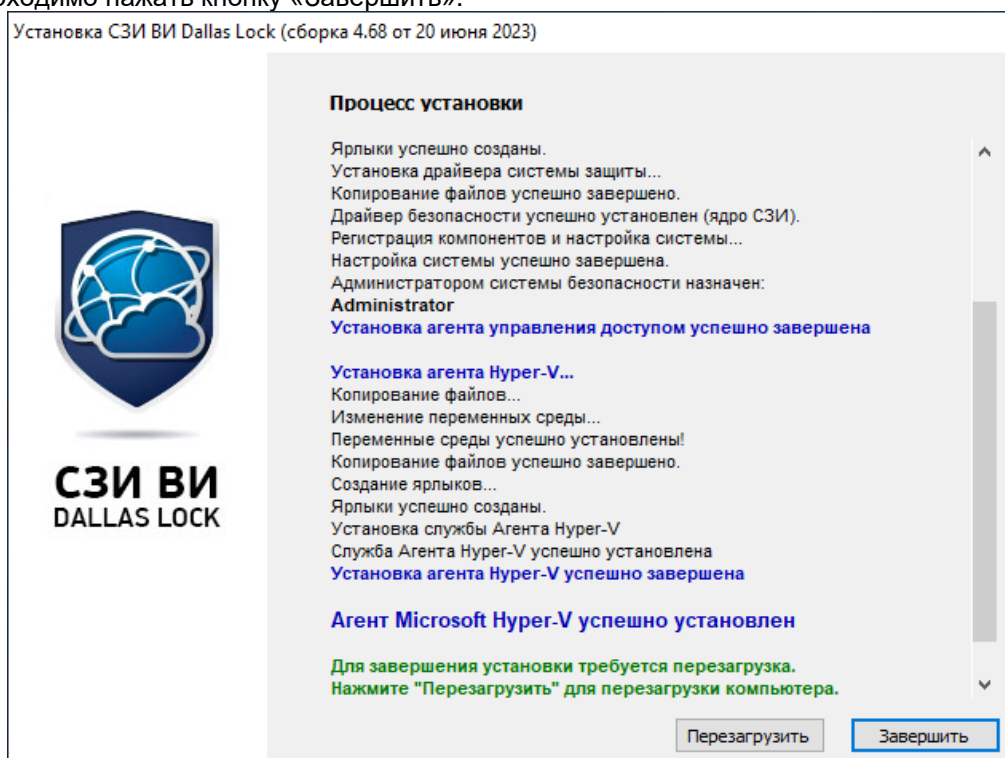 ходимо нажать кнопку «Завершить».
Установка СЗИ ВИ Dallas Lock (сборка 4.68 от 20 июня 2023)
Процесс установки
Ярлыки успешно созданы.
Установка драйвера системы защиты...
Копирование файлов успешно завершено.
Драйвер безопасности успешно установлен (ядро СЗИ).
Регистрация компонентов и настройка системы...
Настройка системы успешно завершена.
Администратором системы безопасности назначен:
Administrator
Установка агента управления доступом успешно завершена
Установка агента Hyper-V...
Копирование файлов...
Изменение переменных среды...
Переменные среды успешно установлены!
Копирование файлов успешно завершено.
Создание ярлыков...
Ярлыки успешно созданы.
Установка службы Агента Hyper-V
Служба Агента Hyper-V успешно установлена
Установка агента Hyper-V успешно завершена
Агент Microsoft Hyper-V успешно установлен
Для завершения установки требуется перезагрузка.
Нажмите "Перезагрузить" для перезагрузки компьютера.
СЗИ ВИ
DALLAS LOCK
Перезагрузить
Завершить